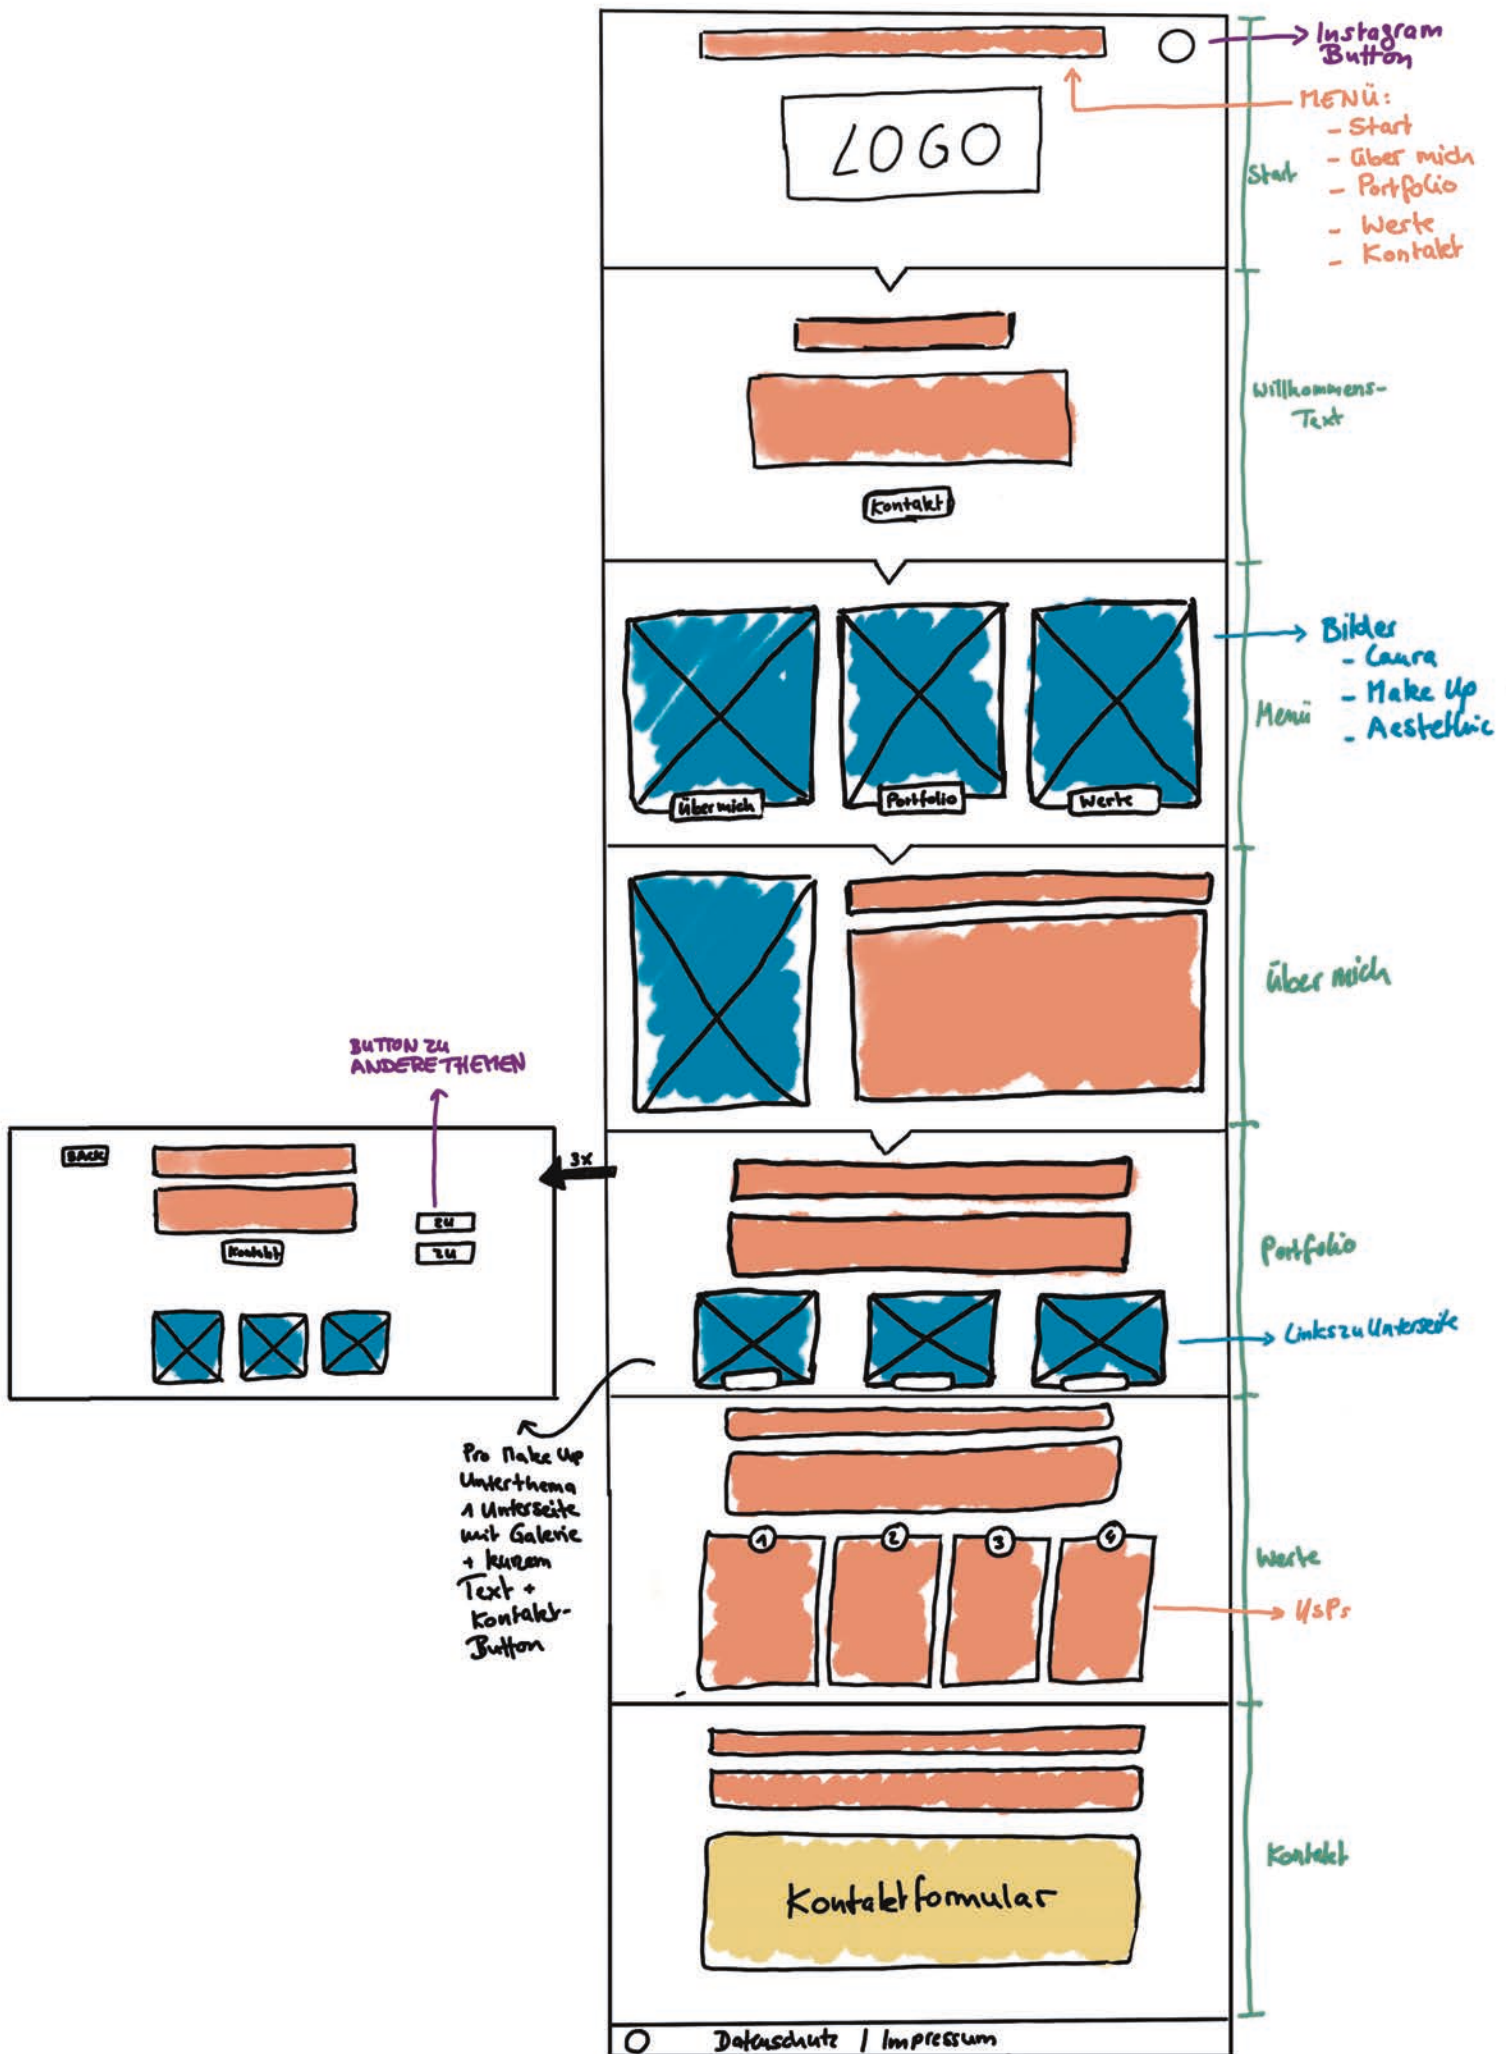 Instagram
Button
MENÜ:
- Start
- Über mich
- Portfolio
- Werte
- Kontakt
LOGO
Start
Willkommens-
Text
Kontakt
Bilder
- Laura
- Make Up
- Aesthetic
Menü
Über mich
Portfolio
Werte
Über mich
BUTTON ZU
ANDERE THEMEN
BACK
3x
ZU
ZU
Kontakt
Portfolio
Links zu Unterseite
Pro Make Up
Unterthema
1 Unterseite
mit Galerie
+ kurzem
Text +
Kontakt-
Button
1
2
3
4
Werte
USPs
Kontakt
Kontaktformular
Datenschutz | Impressum